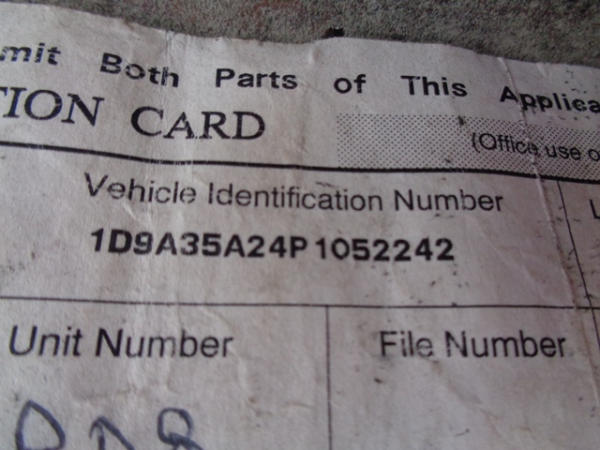 mit Both Parts of This Applica
TION CARD
(Office use o
Vehicle Identification Number
L
1D9A35A24P1052242
Unit Number
File Number